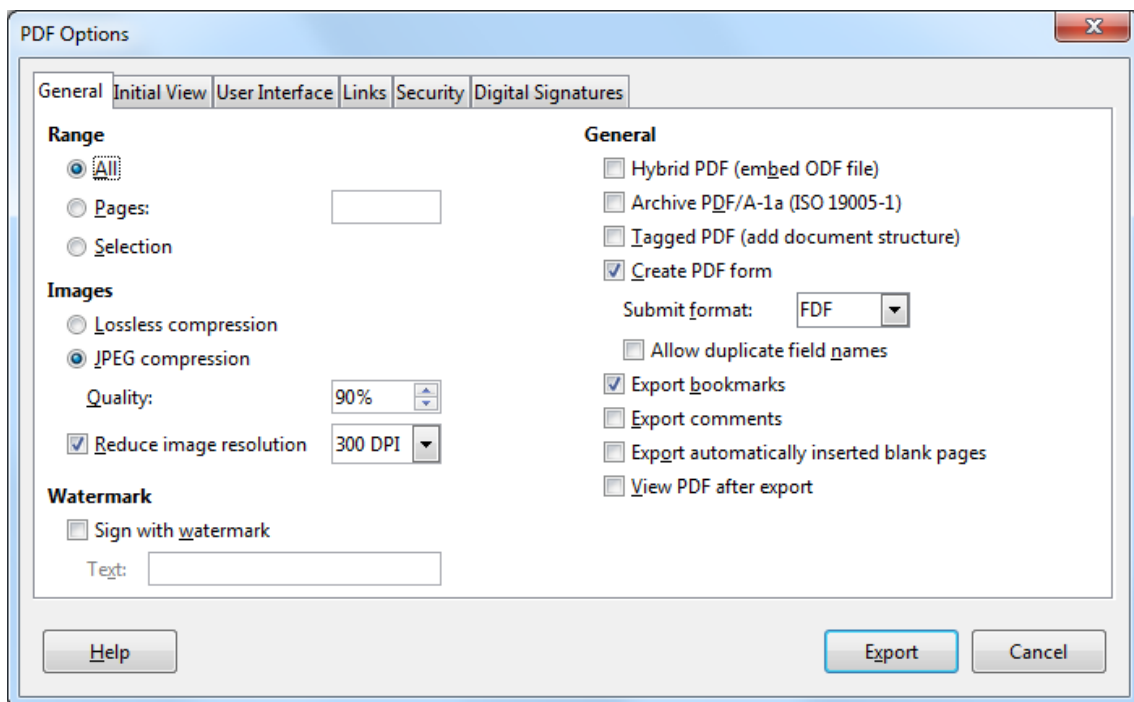 PDF Options
General Initial View User Interface Links Security Digital Signatures
Range
All
Pages:
Selection
Images
Lossless compression
JPEG compression
Quality: 90%
Reduce image resolution 300 DPI
Watermark
Sign with watermark
Text:
General
Hybrid PDF (embed ODF file)
Archive PDF/A-1a (ISO 19005-1)
Tagged PDF (add document structure)
Create PDF form
Submit format: FDF
Allow duplicate field names
Export bookmarks
Export comments
Export automatically inserted blank pages
View PDF after export
Help Export Cancel